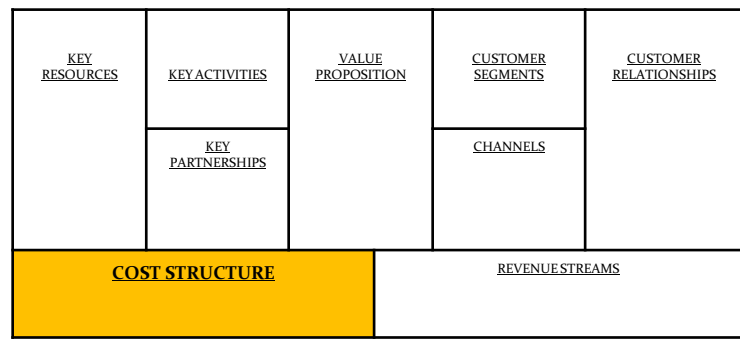 KEY
RESOURCES
KEY ACTIVITIES
VALUE
PROPOSITION
CUSTOMER
SEGMENTS
CUSTOMER
RELATIONSHIPS
KEY
PARTNERSHIPS
CHANNELS
COST STRUCTURE
REVENUE STREAMS